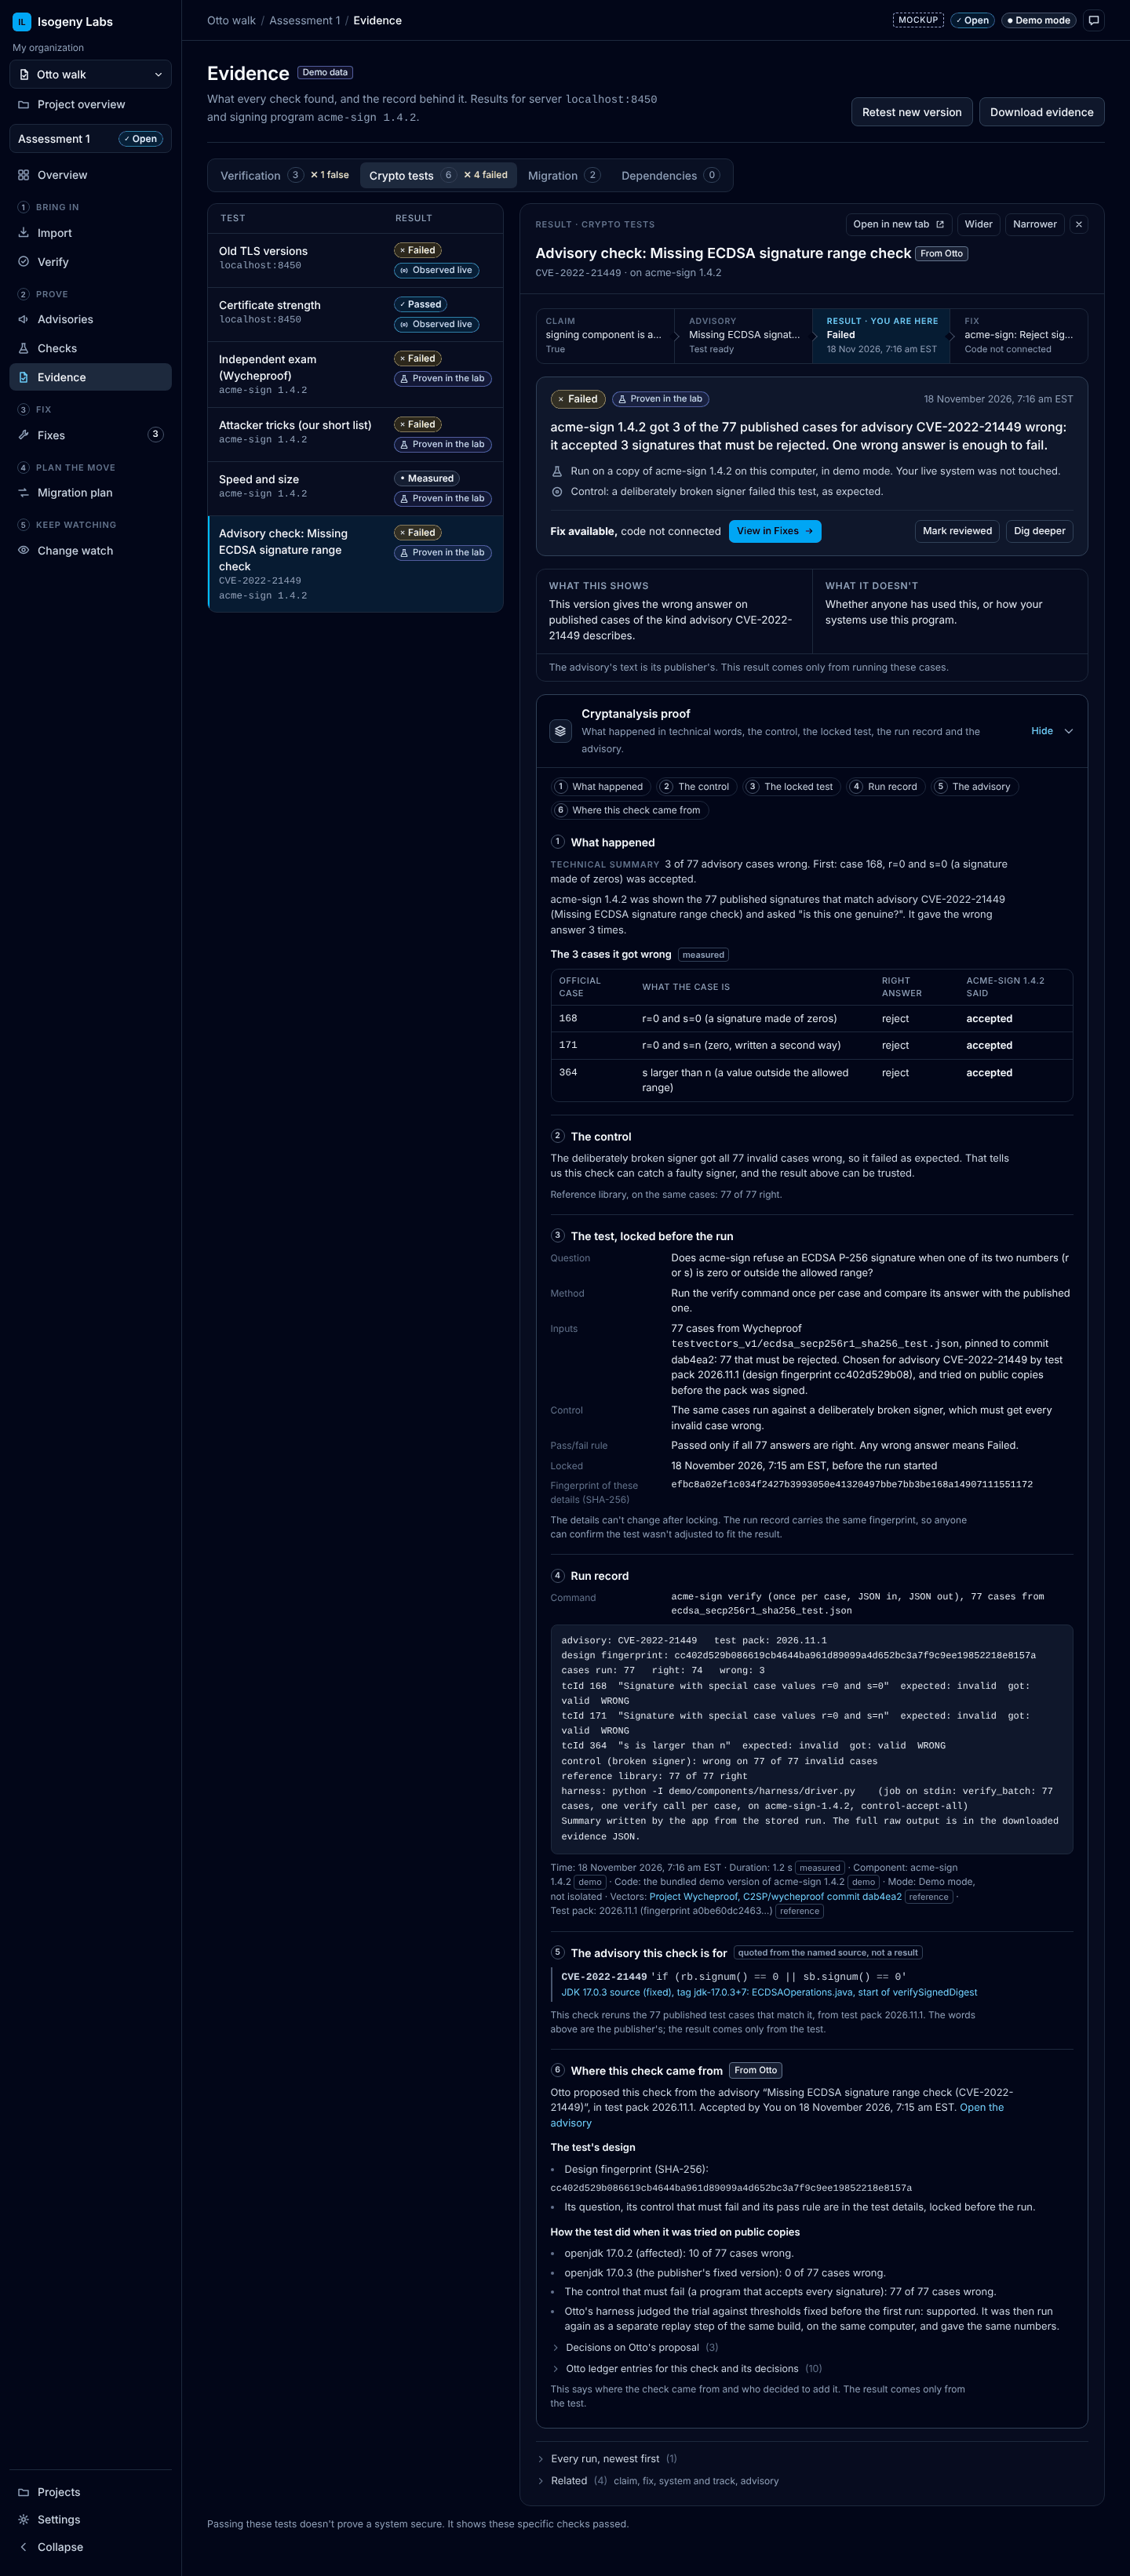 IL Isogeny Labs
My organization
Otto walk
Project overview
Assessment 1 ✓ Open
Overview
1 BRING IN
Import
Verify
2 PROVE
Advisories
Checks
Evidence
3 FIX
Fixes 3
4 PLAN THE MOVE
Migration plan
5 KEEP WATCHING
Change watch
Projects
Settings
Collapse
Otto walk / Assessment 1 / Evidence
MOCKUP ✓ Open ● Demo mode
Evidence Demo data
What every check found, and the record behind it. Results for server localhost:8450
and signing program acme-sign 1.4.2.
Retest new version Download evidence
Verification 3 ✕ 1 false Crypto tests 6 ✕ 4 failed Migration 2 Dependencies 0
TEST RESULT
Old TLS versions
localhost:8450
✕ Failed
Observed live
Certificate strength
localhost:8450
✓ Passed
Observed live
Independent exam
(Wycheproof)
acme-sign 1.4.2
✕ Failed
Proven in the lab
Attacker tricks (our short list)
acme-sign 1.4.2
✕ Failed
Proven in the lab
Speed and size
acme-sign 1.4.2
• Measured
Proven in the lab
Advisory check: Missing
ECDSA signature range
check
CVE-2022-21449
acme-sign 1.4.2
✕ Failed
Proven in the lab
RESULT · CRYPTO TESTS
Open in new tab Wider Narrower ✕
Advisory check: Missing ECDSA signature range check From Otto
CVE-2022-21449 · on acme-sign 1.4.2
CLAIM
signing component is a...
True
ADVISORY
Missing ECDSA signat...
Test ready
RESULT · YOU ARE HERE
Failed
18 Nov 2026, 7:16 am EST
FIX
acme-sign: Reject sig...
Code not connected
✕ Failed Proven in the lab 18 November 2026, 7:16 am EST
acme-sign 1.4.2 got 3 of the 77 published cases for advisory CVE-2022-21449 wrong:
it accepted 3 signatures that must be rejected. One wrong answer is enough to fail.
Run on a copy of acme-sign 1.4.2 on this computer, in demo mode. Your live system was not touched.
Control: a deliberately broken signer failed this test, as expected.
Fix available, code not connected View in Fixes → Mark reviewed Dig deeper
WHAT THIS SHOWS
This version gives the wrong answer on
published cases of the kind advisory CVE-2022-
21449 describes.
WHAT IT DOESN'T
Whether anyone has used this, or how your
systems use this program.
The advisory's text is its publisher's. This result comes only from running these cases.
Cryptanalysis proof
What happened in technical words, the control, the locked test, the run record and the
advisory.
Hide
1 What happened 2 The control 3 The locked test 4 Run record 5 The advisory
6 Where this check came from
1 What happened
TECHNICAL SUMMARY 3 of 77 advisory cases wrong. First: case 168, r=0 and s=0 (a signature
made of zeros) was accepted.
acme-sign 1.4.2 was shown the 77 published signatures that match advisory CVE-2022-21449
(Missing ECDSA signature range check) and asked "is this one genuine?". It gave the wrong
answer 3 times.
The 3 cases it got wrong measured
OFFICIAL CASE WHAT THE CASE IS RIGHT ANSWER ACME-SIGN 1.4.2 SAID
168 r=0 and s=0 (a signature made of zeros) reject accepted
171 r=0 and s=n (zero, written a second way) reject accepted
364 s larger than n (a value outside the allowed range) reject accepted
2 The control
The deliberately broken signer got all 77 invalid cases wrong, so it failed as expected. That tells
us this check can catch a faulty signer, and the result above can be trusted.
Reference library, on the same cases: 77 of 77 right.
3 The test, locked before the run
Question Does acme-sign refuse an ECDSA P-256 signature when one of its two numbers (r
or s) is zero or outside the allowed range?
Method Run the verify command once per case and compare its answer with the published
one.
Inputs 77 cases from Wycheproof
testvectors_v1/ecdsa_secp256r1_sha256_test.json, pinned to commit
dab4ea2: 77 that must be rejected. Chosen for advisory CVE-2022-21449 by test
pack 2026.11.1 (design fingerprint cc402d529b08), and tried on public copies
before the pack was signed.
Control The same cases run against a deliberately broken signer, which must get every
invalid case wrong.
Pass/fail rule Passed only if all 77 answers are right. Any wrong answer means Failed.
Locked 18 November 2026, 7:15 am EST, before the run started
Fingerprint of these details (SHA-256) efbc8a02ef1c034f2427b3993050e41320497bbe7bb3be168a14907111551172
The details can't change after locking. The run record carries the same fingerprint, so anyone
can confirm the test wasn't adjusted to fit the result.
4 Run record
Command acme-sign verify (once per case, JSON in, JSON out), 77 cases from
ecdsa_secp256r1_sha256_test.json
advisory: CVE-2022-21449 test pack: 2026.11.1
design fingerprint: cc402d529b086619cb4644ba961d89099a4d652bc3a7f9c9ee19852218e8157a
cases run: 77 right: 74 wrong: 3
tcId 168 "Signature with special case values r=0 and s=0" expected: invalid got:
valid WRONG
tcId 171 "Signature with special case values r=0 and s=n" expected: invalid got:
valid WRONG
tcId 364 "s is larger than n" expected: invalid got: valid WRONG
control (broken signer): wrong on 77 of 77 invalid cases
reference library: 77 of 77 right
harness: python -I demo/components/harness/driver.py (job on stdin: verify_batch: 77
cases, one verify call per case, on acme-sign-1.4.2, control-accept-all)
Summary written by the app from the stored run. The full raw output is in the downloaded
evidence JSON.
Time: 18 November 2026, 7:16 am EST · Duration: 1.2 s measured · Component: acme-sign
1.4.2 demo · Code: the bundled demo version of acme-sign 1.4.2 demo · Mode: Demo mode,
not isolated · Vectors: Project Wycheproof, C2SP/wycheproof commit dab4ea2 reference ·
Test pack: 2026.11.1 (fingerprint a0be60dc2463…) reference
5 The advisory this check is for quoted from the named source, not a result
CVE-2022-21449 'if (rb.signum() == 0 || sb.signum() == 0'
JDK 17.0.3 source (fixed), tag jdk-17.0.3+7: ECDSAOperations.java, start of verifySignedDigest
This check reruns the 77 published test cases that match it, from test pack 2026.11.1. The words
above are the publisher's; the result comes only from the test.
6 Where this check came from From Otto
Otto proposed this check from the advisory “Missing ECDSA signature range check (CVE-2022-
21449)”, in test pack 2026.11.1. Accepted by You on 18 November 2026, 7:15 am EST. Open the
advisory
The test's design
• Design fingerprint (SHA-256):
cc402d529b086619cb4644ba961d89099a4d652bc3a7f9c9ee19852218e8157a
• Its question, its control that must fail and its pass rule are in the test details, locked before the run.
How the test did when it was tried on public copies
• openjdk 17.0.2 (affected): 10 of 77 cases wrong.
• openjdk 17.0.3 (the publisher's fixed version): 0 of 77 cases wrong.
• The control that must fail (a program that accepts every signature): 77 of 77 cases wrong.
• Otto's harness judged the trial against thresholds fixed before the first run: supported. It was then run
again as a separate replay step of the same build, on the same computer, and gave the same numbers.
Decisions on Otto's proposal (3)
Otto ledger entries for this check and its decisions (10)
This says where the check came from and who decided to add it. The result comes only from
the test.
Every run, newest first (1)
Related (4) claim, fix, system and track, advisory
Passing these tests doesn't prove a system secure. It shows these specific checks passed.